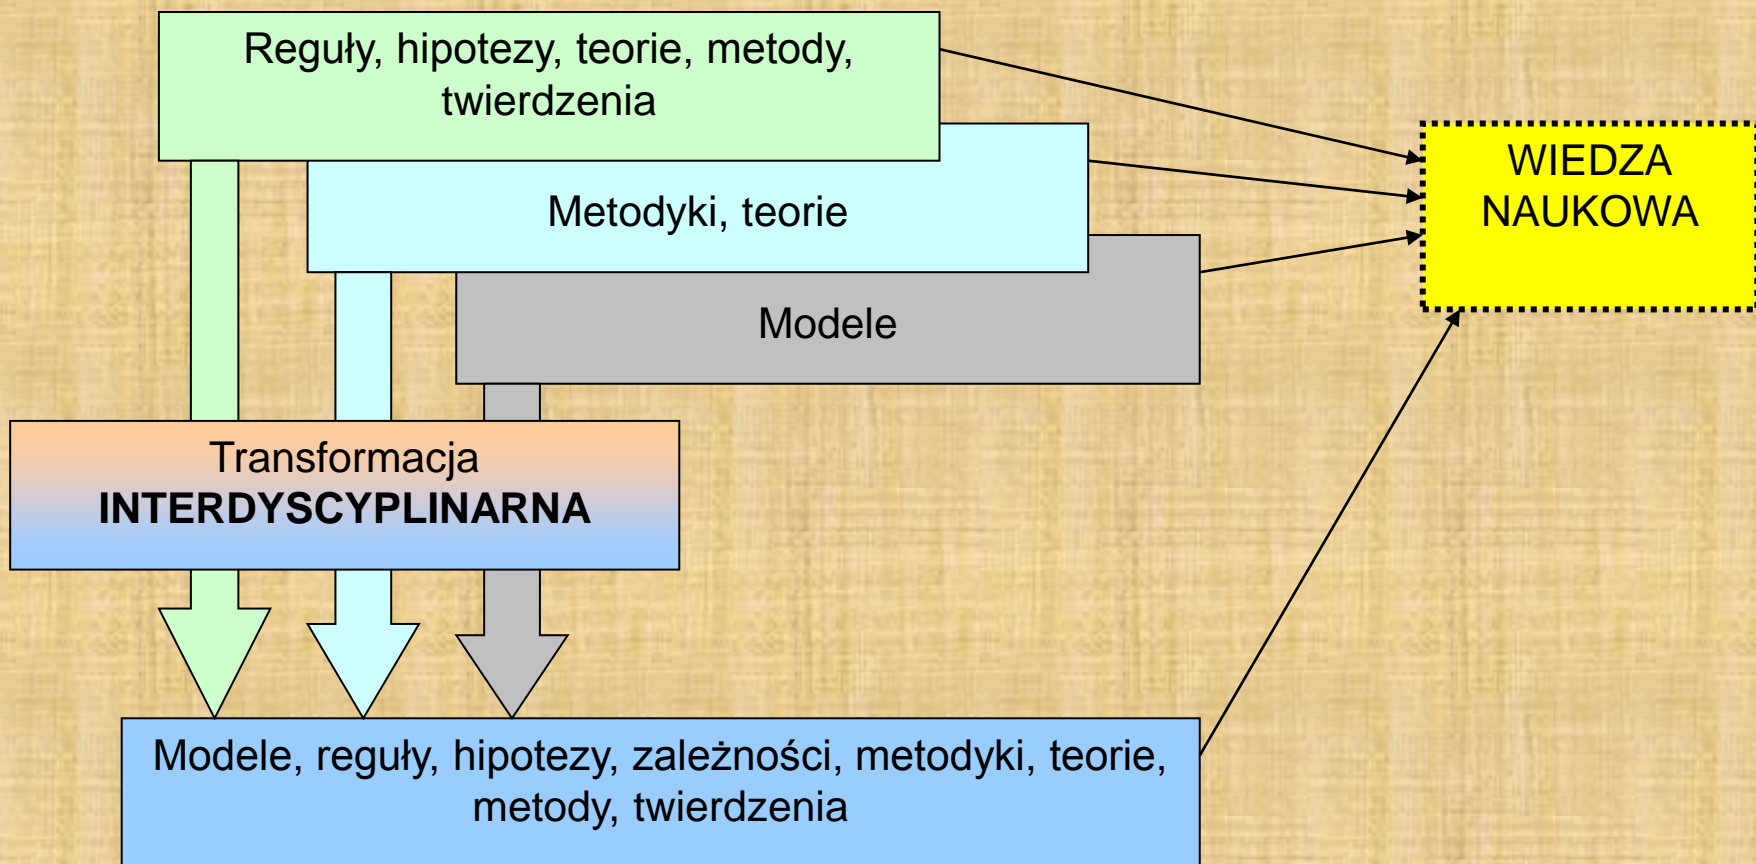 Reguły, hipotezy, teorie, metody,
twierdzenia
WIEDZA
NAUKOWA
Metodyki, teorie
Modele
Transformacja
INTERDYSCYPLINARNA
Modele, reguły, hipotezy, zależności, metodyki, teorie,
metody, twierdzenia